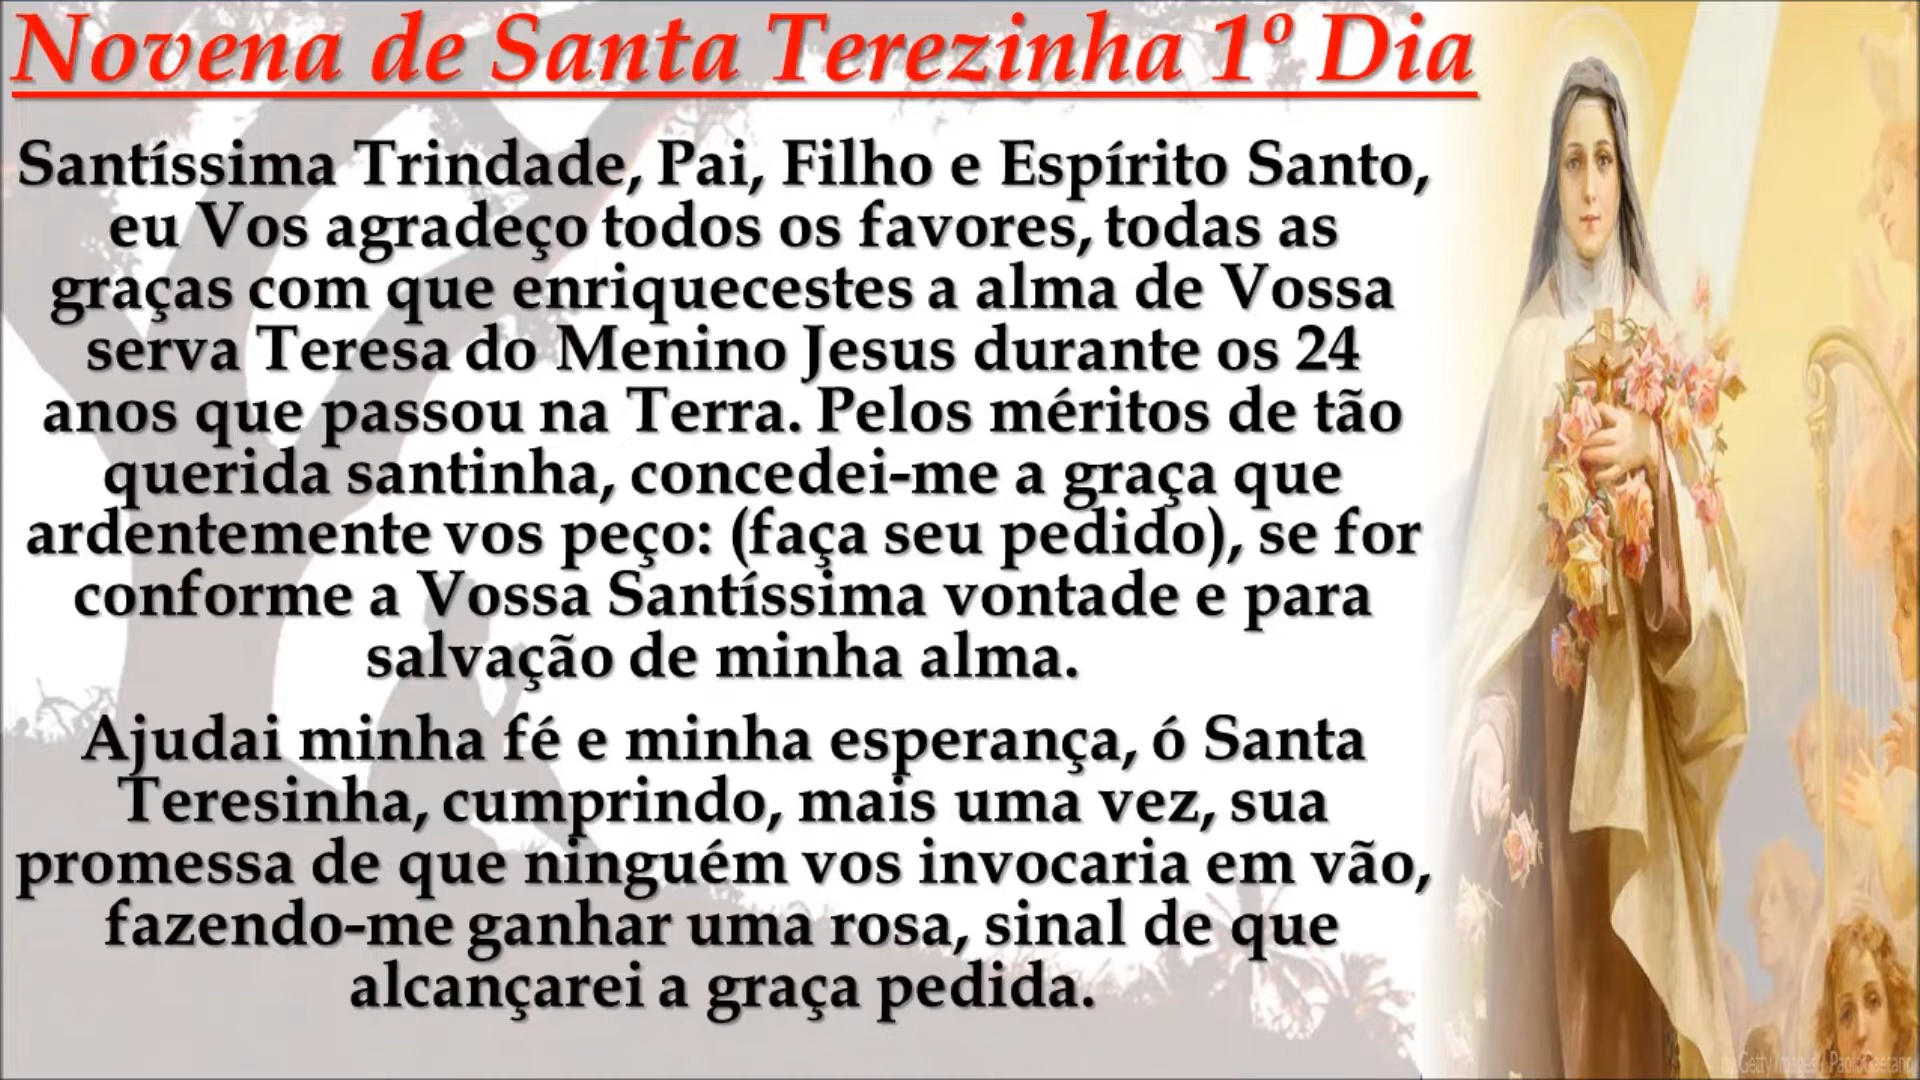 Novena de Santa Terezinha 1º Dia
Santíssima Trindade, Pai, Filho e Espírito Santo,
eu Vos agradeço todos os favores, todas as
graças com que enriquecestes a alma de Vossa
serva Teresa do Menino Jesus durante os 24
anos que passou na Terra. Pelos méritos de tão
querida santinha, concedei-me a graça que
ardentemente vos peço: (faça seu pedido), se for
conforme a Vossa Santíssima vontade e para
salvação de minha alma.
Ajudai minha fé e minha esperança, ó Santa
Teresinha, cumprindo, mais uma vez, sua
promessa de que ninguém vos invocaria em vão,
fazendo-me ganhar uma rosa, sinal de que
alcançarei a graça pedida.
by Getty Images / PaoloGaetano